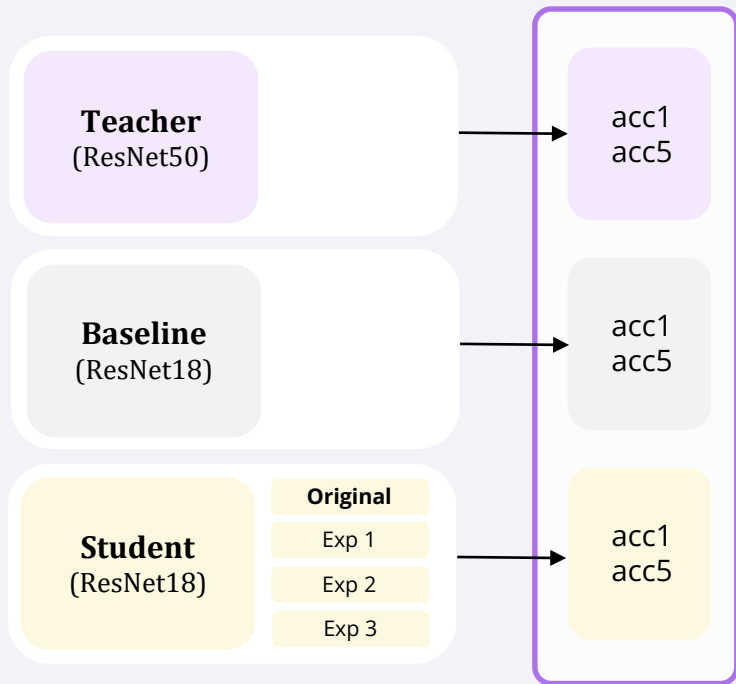 Teacher
(ResNet50)
acc1
acc5
Baseline
(ResNet18)
acc1
acc5
Student
(ResNet18)
Original
Exp 1
Exp 2
Exp 3
acc1
acc5